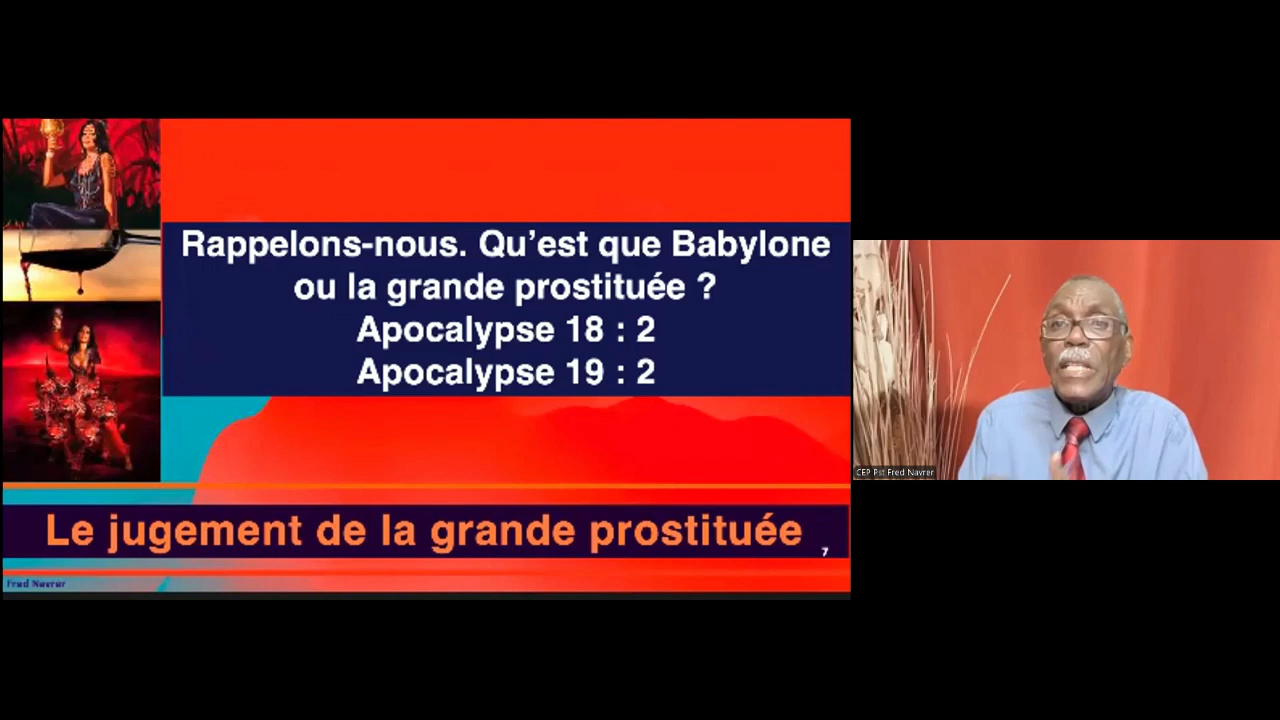 Rappelons-nous. Qu’est que Babylone
ou la grande prostituée ?
Apocalypse 18 : 2
Apocalypse 19 : 2
Le jugement de la grande prostituée
7
Fred Navrer
CEP Pst Fred Navrer